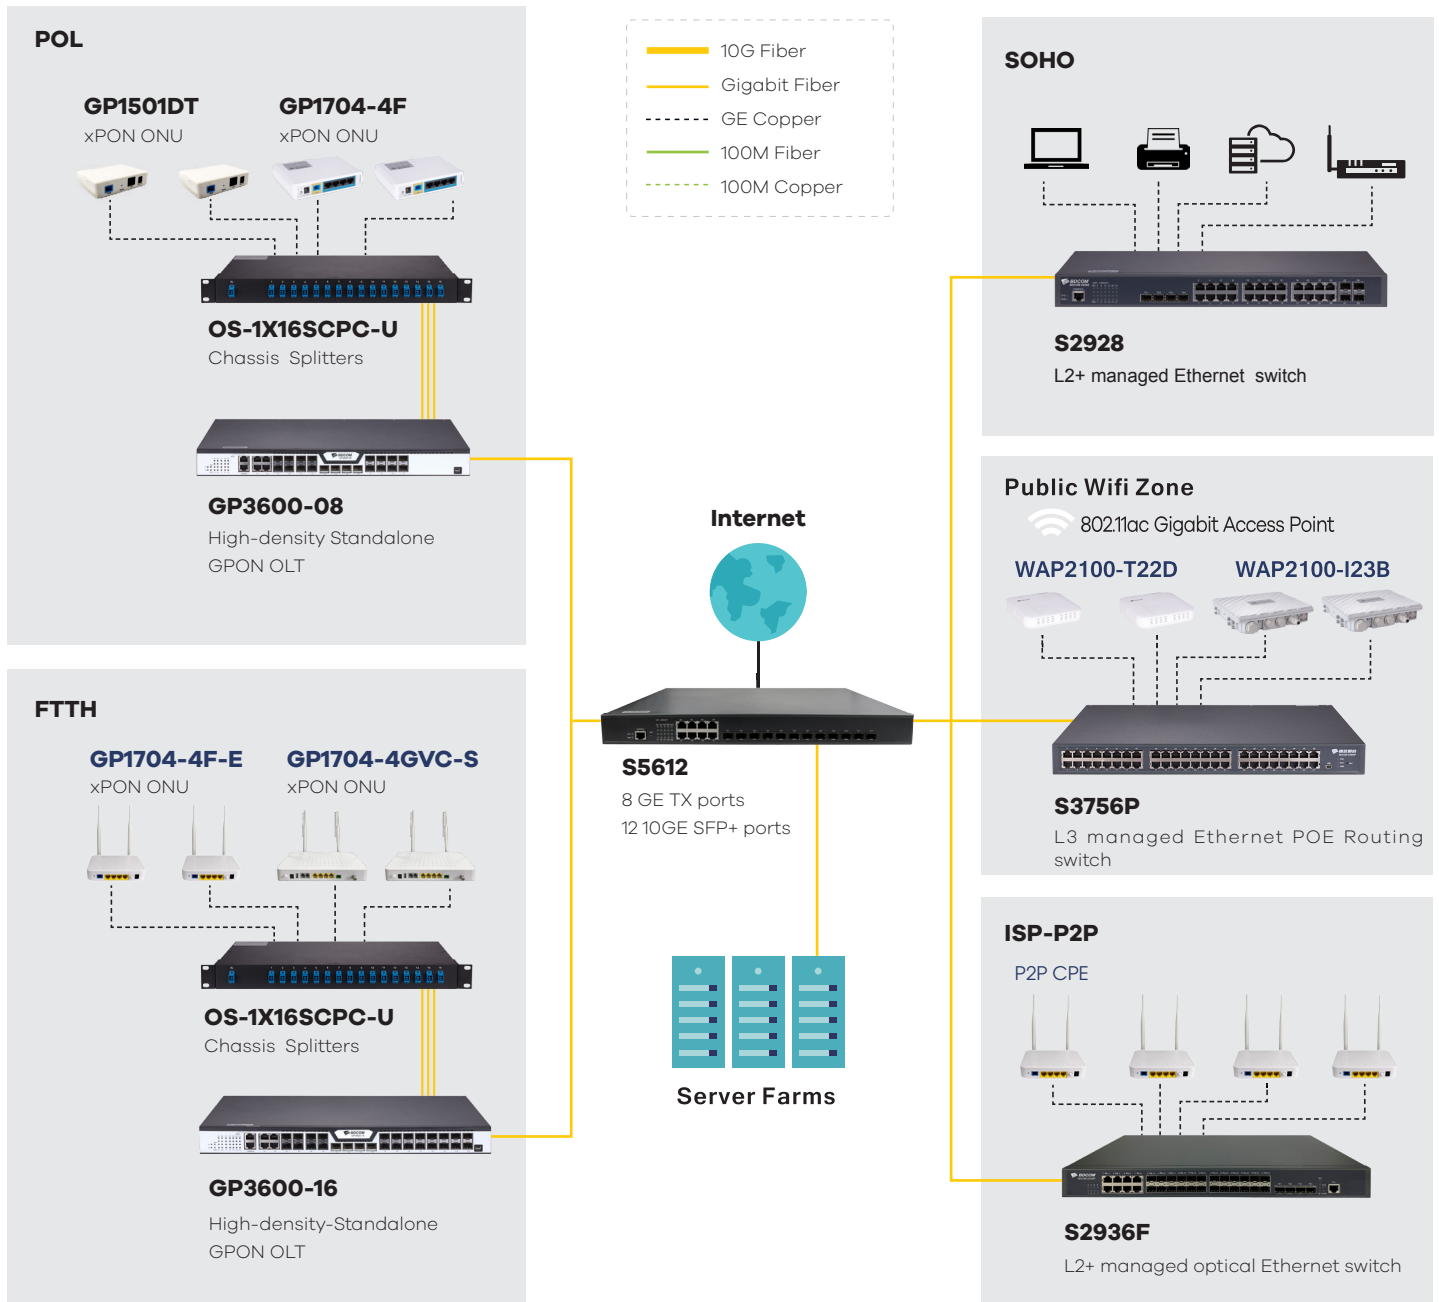 POL
GP1501DT
xPON ONU
GP1704-4F
xPON ONU
OS-1X16SCPC-U
Chassis Splitters
BDCOM
GP3600-08
High-density Standalone
GPON OLT
FTTH
GP1704-4F-E
xPON ONU
GP1704-4GVC-S
xPON ONU
OS-1X16SCPC-U
Chassis Splitters
BDCOM
GP3600-16
High-density-Standalone
GPON OLT
10G Fiber
Gigabit Fiber
GE Copper
100M Fiber
100M Copper
Internet
S5612
8 GE TX ports
12 10GE SFP+ ports
Server Farms
SOHO
BDCOM
S2928
L2+ managed Ethernet switch
Public Wifi Zone
802.11ac Gigabit Access Point
WAP2100-T22D
WAP2100-I23B
S3756P
L3 managed Ethernet POE Routing
switch
ISP-P2P
P2P CPE
BDCOM
S2936F
L2+ managed optical Ethernet switch